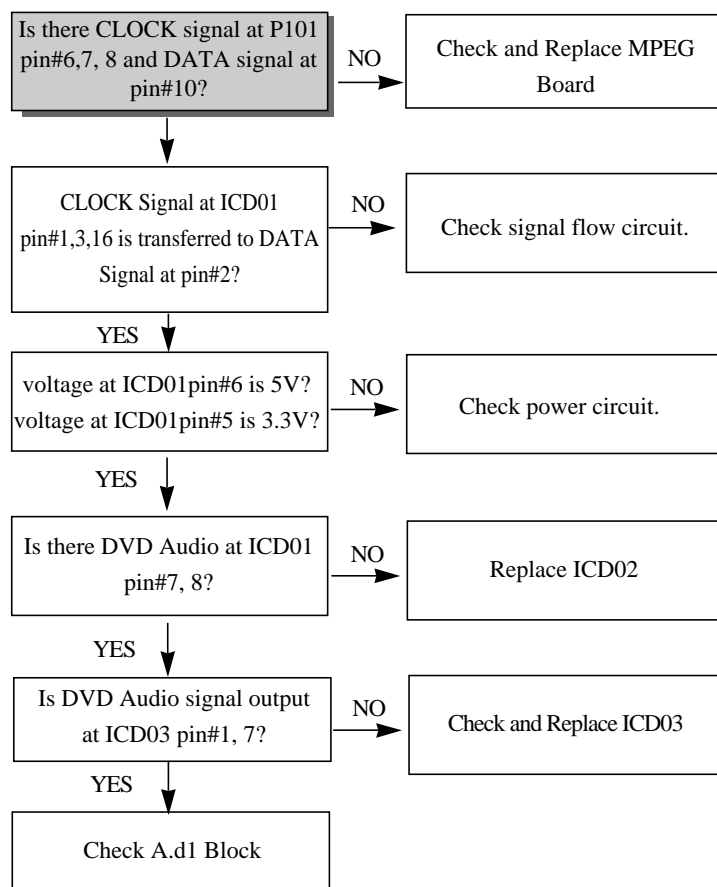 Is there CLOCK signal at P101
pin#6,7, 8 and DATA signal at
pin#10?
NO
Check and Replace MPEG
Board
CLOCK Signal at ICD01
pin#1,3,16 is transferred to DATA
Signal at pin#2?
NO
Check signal flow circuit.
YES
voltage at ICD01pin#6 is 5V?
voltage at ICD01pin#5 is 3.3V?
NO
Check power circuit.
YES
Is there DVD Audio at ICD01
pin#7, 8?
NO
Replace ICD02
YES
Is DVD Audio signal output
at ICD03 pin#1, 7?
NO
Check and Replace ICD03
YES
Check A.d1 Block